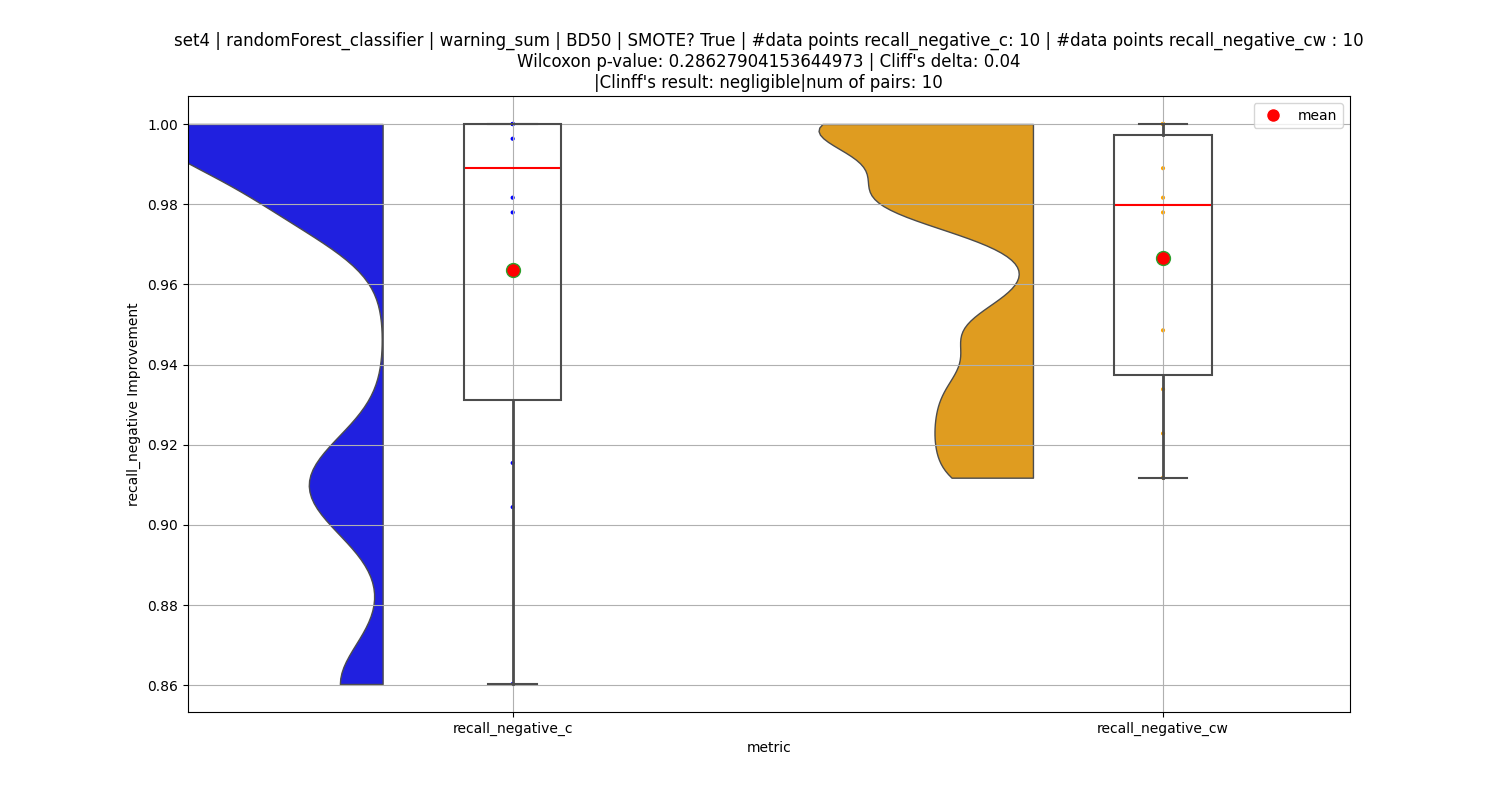 set4 | randomForest_classifier | warning_sum | BD50 | SMOTE? True | #data points recall_negative_c: 10 | #data points recall_negative_cw : 10
Wilcoxon p-value: 0.28627904153644973 | Cliff's delta: 0.04
|Clinff's result: negligible|num of pairs: 10
mean
1.00
0.98
0.96
0.94
0.92
0.90
0.88
0.86
recall_negative Improvement
recall_negative_c
recall_negative_cw
metric